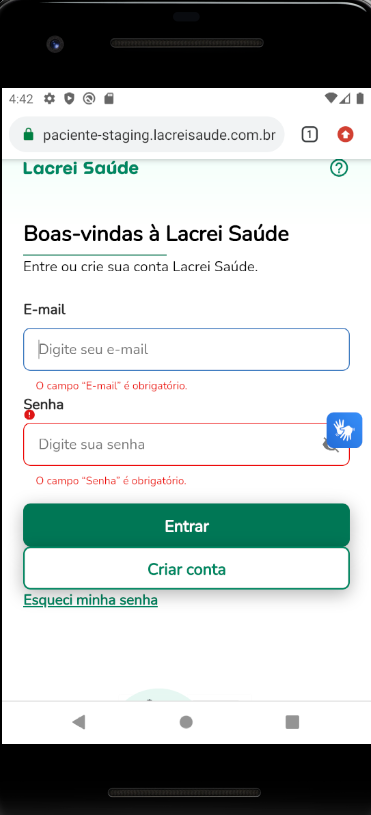 4:42
paciente-staging.lacreisaude.com.br
1
Lacrei Saúde
?
Boas-vindas à Lacrei Saúde
Entre ou crie sua conta Lacrei Saúde.
E-mail
Digite seu e-mail
O campo “E-mail” é obrigatório.
Senha
Digite sua senha
O campo “Senha” é obrigatório.
Entrar
Criar conta
Esqueci minha senha